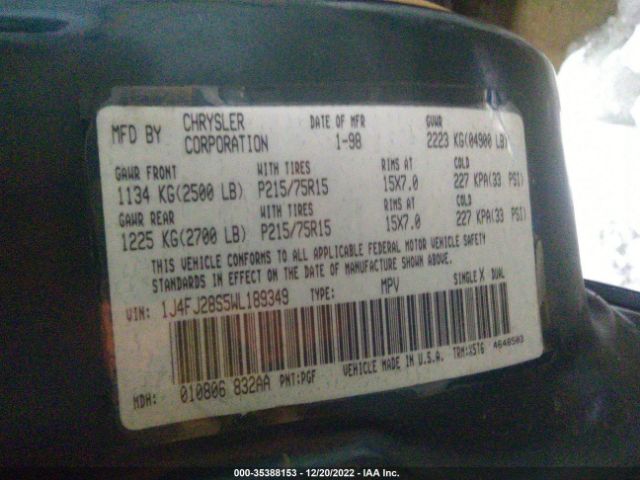 MFD BY CHRYSLER CORPORATION DATE OF MFR 1-98 GVWR 2223 KG(04900 LB)
GAWR FRONT WITH TIRES RIMS AT COLD
1134 KG(2500 LB) P215/75R15 15X7.0 227 KPA(33 PSI)
GAWR REAR WITH TIRES RIMS AT COLD
1225 KG(2700 LB) P215/75R15 15X7.0 227 KPA(33 PSI)
THIS VEHICLE CONFORMS TO ALL APPLICABLE FEDERAL MOTOR VEHICLE SAFETY
STANDARDS IN EFFECT ON THE DATE OF MANUFACTURE SHOWN ABOVE.
VIN: 1J4FJ28S5WL189349 TYPE: MPV SINGLE X DUAL
MDH: 010806 832AA PNT:PGF VEHICLE MADE IN U.S.A. TRM:X5T6 4648503
000-35388153 - 12/20/2022 - IAA Inc.